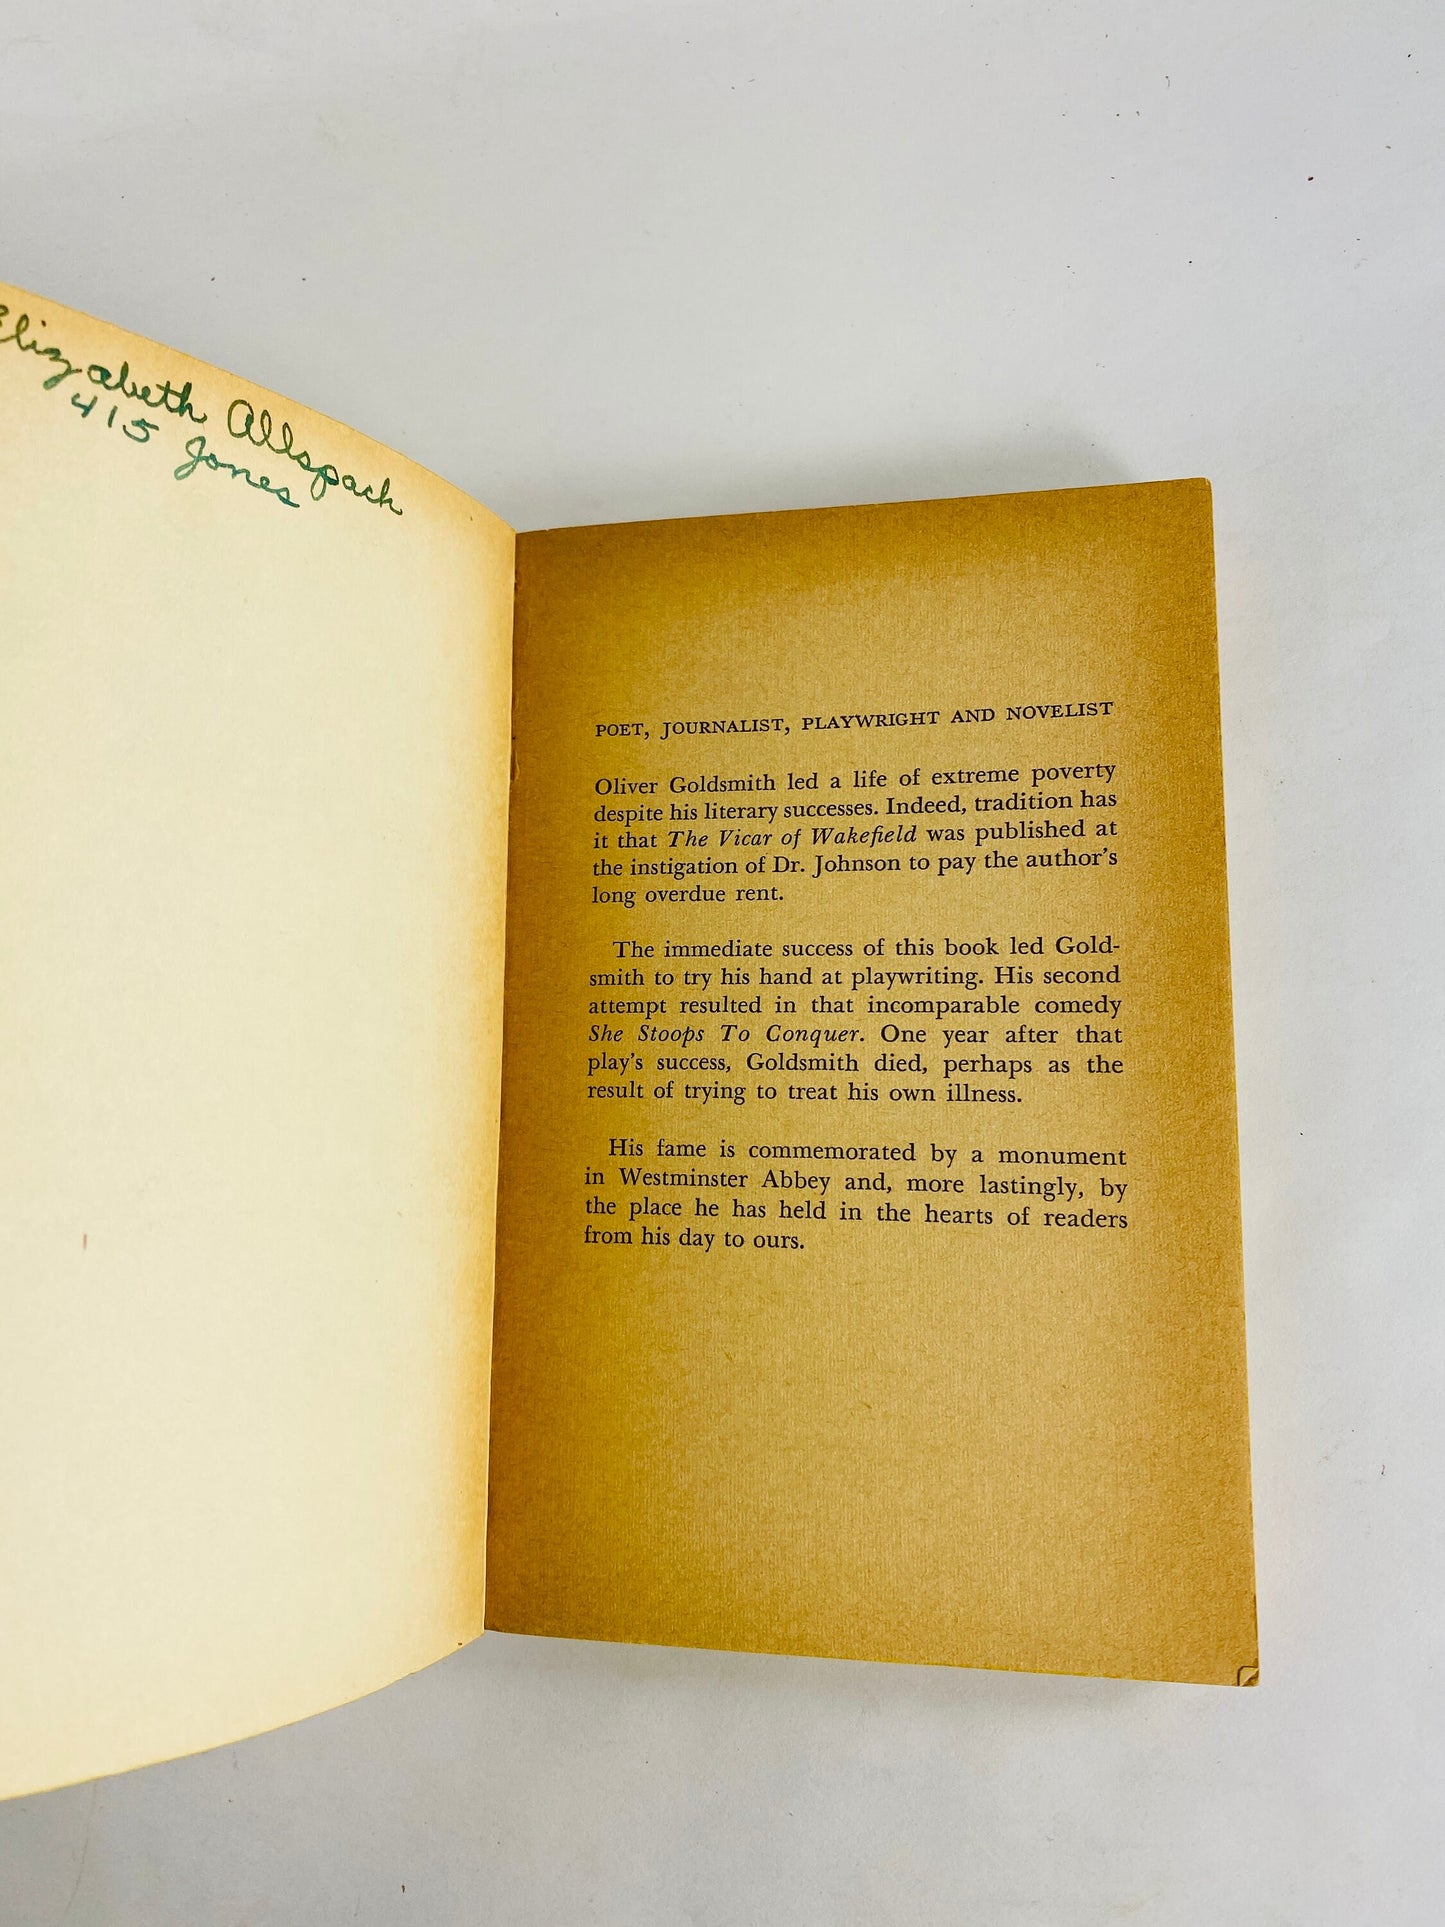 Elizabeth Allspach
415 Jones
POET, JOURNALIST, PLAYWRIGHT AND NOVELIST
Oliver Goldsmith led a life of extreme poverty
despite his literary successes. Indeed, tradition has
it that The Vicar of Wakefield was published at
the instigation of Dr. Johnson to pay the author's
long overdue rent.
The immediate success of this book led Gold-
smith to try his hand at playwriting. His second
attempt resulted in that incomparable comedy
She Stoops To Conquer. One year after that
play's success, Goldsmith died, perhaps as the
result of trying to treat his own illness.
His fame is commemorated by a monument
in Westminster Abbey and, more lastingly, by
the place he has held in the hearts of readers
from his day to ours.